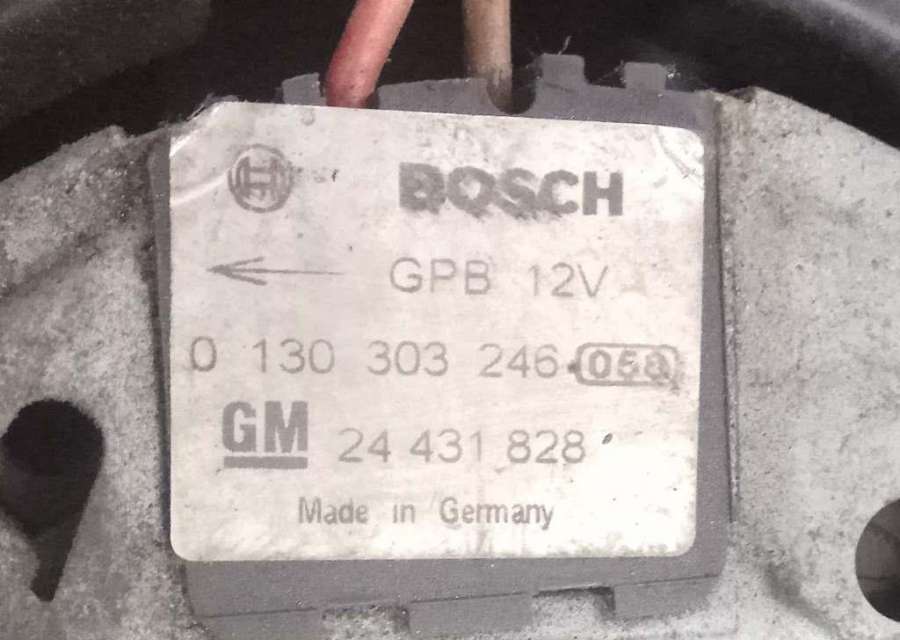 BOSCH
GPB 12V
0 130 303 246 058
GM 24 431 828
Made in Germany